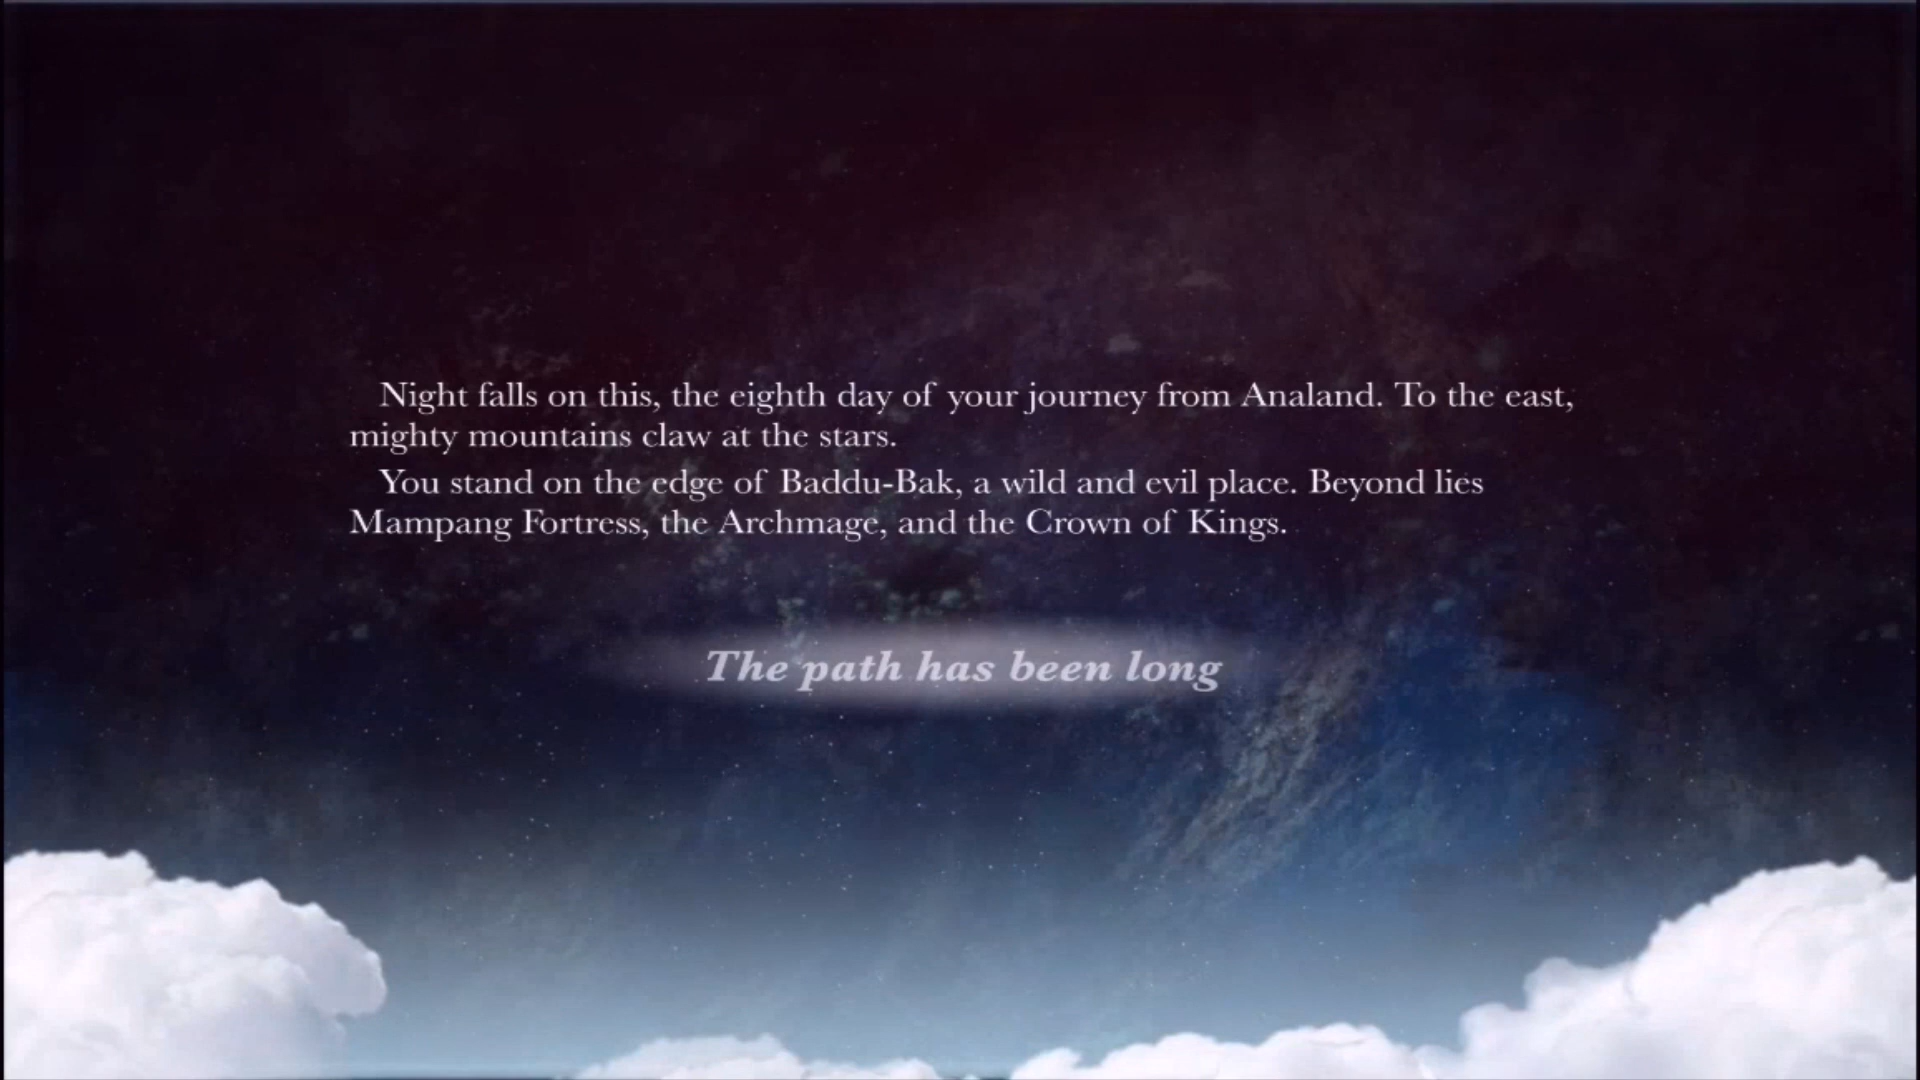 Night falls on this, the eighth day of your journey from Analand. To the east,
mighty mountains claw at the stars.
You stand on the edge of Baddu-Bak, a wild and evil place. Beyond lies
Mampang Fortress, the Archmage, and the Crown of Kings.
The path has been long